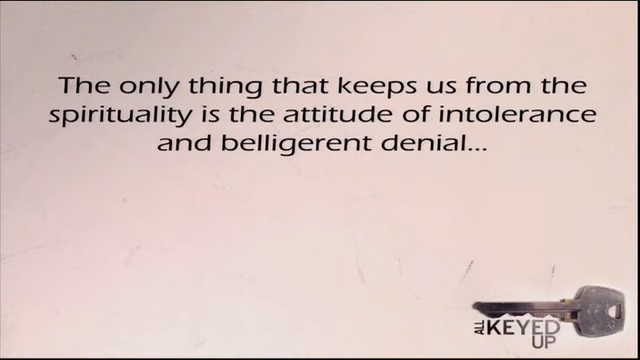 The only thing that keeps us from the
spirituality is the attitude of intolerance
and belligerent denial...
ALL
KEYED
UP